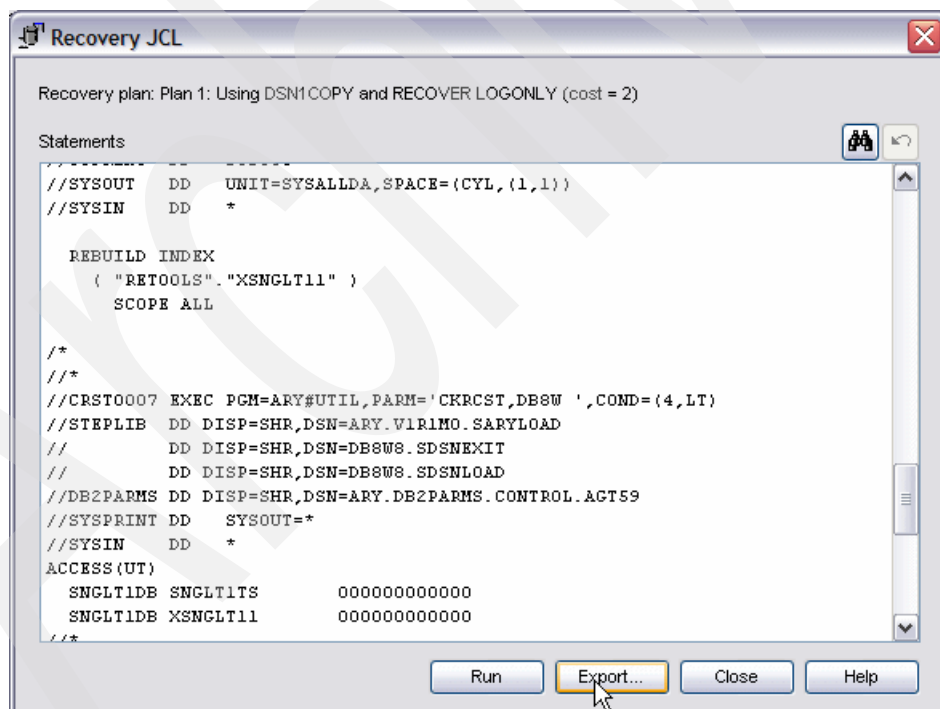 Recovery JCL
Recovery plan: Plan 1: Using DSN1COPY and RECOVER LOGONLY (cost = 2)
Statements
//SYSOUT   DD   UNIT=SYSALLDA,SPACE=(CYL,(1,1))
//SYSIN    DD   *
  REBUILD INDEX
    ( "RETOOLS"."XSNGLT11" )
      SCOPE ALL
/*
//*
//CRST0007 EXEC PGM=ARY#UTIL,PARM='CKRCST,DB8W ',COND=(4,LT)
//STEPLIB  DD DISP=SHR,DSN=ARY.V1R1M0.SARYLOAD
//         DD DISP=SHR,DSN=DB8W8.SDSNEXIT
//         DD DISP=SHR,DSN=DB8W8.SDSNLOAD
//DB2PARMS DD DISP=SHR,DSN=ARY.DB2PARMS.CONTROL.AGT59
//SYSPRINT DD   SYSOUT=*
//SYSIN    DD   *
ACCESS(UT)
  SNGLT1DB SNGLT1TS       000000000000
  SNGLT1DB XSNGLT11       000000000000
//*
Run Export... Close Help